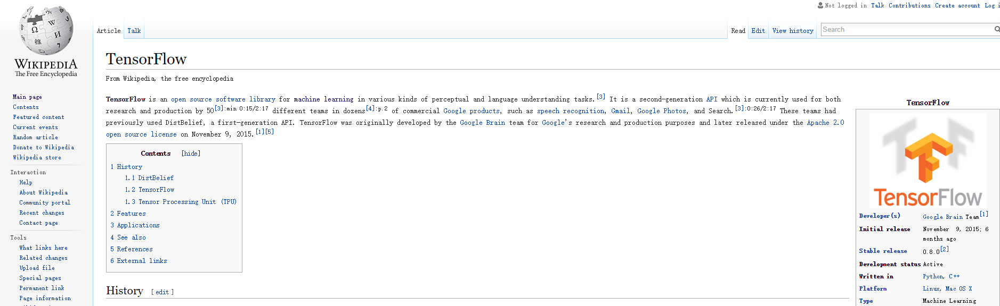 Not logged in Talk Contributions Create account Log i
Article Talk
Read Edit View history Search
WIKIPEDIA
The Free Encyclopedia
Main page
Contents
Featured content
Current events
Random article
Donate to Wikipedia
Wikipedia store
Interaction
Help
About Wikipedia
Community portal
Recent changes
Contact page
Tools
What links here
Related changes
Upload file
Special pages
Permanent link
Page information
TensorFlow
From Wikipedia, the free encyclopedia
TensorFlow is an open source software library for machine learning in various kinds of perceptual and language understanding tasks.[3] It is a second-generation API which is currently used for both
research and production by 50[3]:min 0:15/2:17 different teams in dozens[4]:p.2 of commercial Google products, such as speech recognition, Gmail, Google Photos, and Search.[3]:0:26/2:17 These teams had
previously used DistBelief, a first-generation API. TensorFlow was originally developed by the Google Brain team for Google's research and production purposes and later released under the Apache 2.0
open source license on November 9, 2015.[1][5]
Contents [hide]
1 History
1.1 DistBelief
1.2 TensorFlow
1.3 Tensor Processing Unit (TPU)
2 Features
3 Applications
4 See also
5 References
6 External links
History [ edit ]
TensorFlow
TensorFlow
Developer(s) Google Brain Team[1]
Initial release November 9, 2015; 6
months ago
Stable release 0.8.0[2]
Development status Active
Written in Python, C++
Platform Linux, Mac OS X
Type Machine Learning